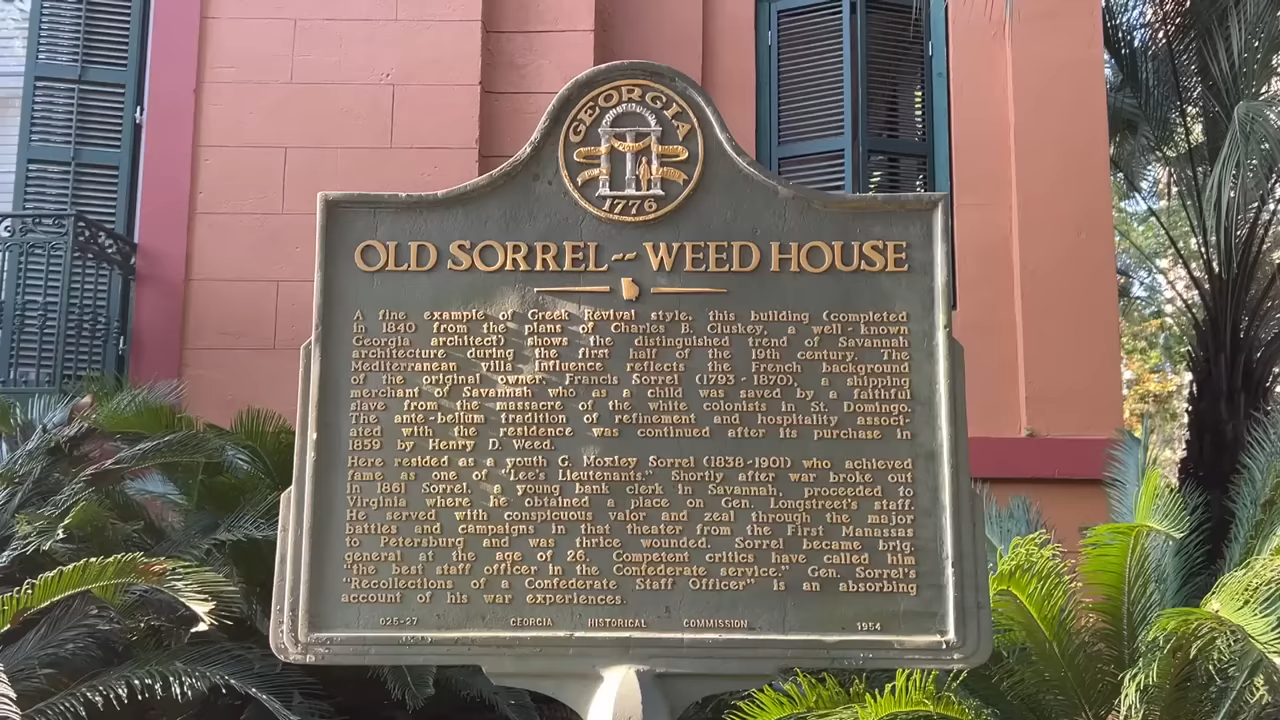 GEORGIA
CONSTITUTION
1776
OLD SORREL--WEED HOUSE
A fine example of Greek Revival style, this building (completed
in 1840 from the plans of Charles B. Cluskey, a well-known
Georgia architect) shows the distinguished trend of Savannah
architecture during the first half of the 19th century. The
Mediterranean villa influence reflects the French background
of the original owner, Francis Sorrel (1793-1870), a shipping
merchant of Savannah who as a child was saved by a faithful
slave from the massacre of the white colonists in St. Domingo.
The ante-bellum tradition of refinement and hospitality associ-
ated with the residence was continued after its purchase in
1859 by Henry D. Weed.
Here resided as a youth G. Moxley Sorrel (1838-1901) who achieved
fame as one of "Lee's Lieutenants." Shortly after war broke out
in 1861 Sorrel, a young bank clerk in Savannah, proceeded to
Virginia where he obtained a place on Gen. Longstreet's staff.
He served with conspicuous valor and zeal through the major
battles and campaigns in that theater from the First Manassas
to Petersburg and was thrice wounded. Sorrel became brig.
general at the age of 26. Competent critics have called him
"the best staff officer in the Confederate service." Gen. Sorrel's
"Recollections of a Confederate Staff Officer" is an absorbing
account of his war experiences.
025-27 GEORGIA HISTORICAL COMMISSION 1954